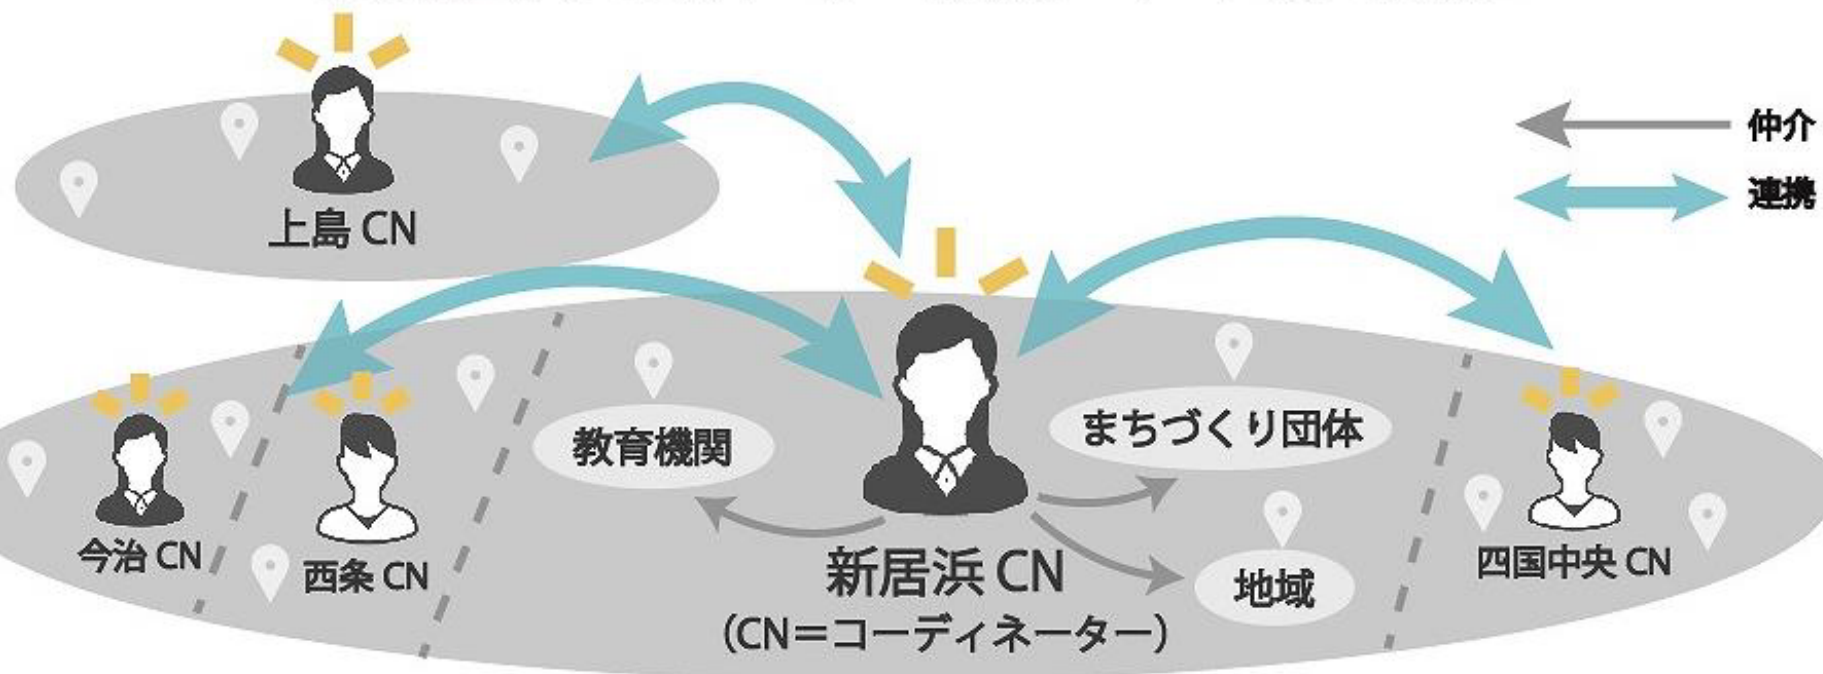 仲介
連携
上島 CN
教育機関
まちづくり団体
今治 CN
西条 CN
新居浜 CN
(CN＝コーディネーター)
地域
四国中央 CN